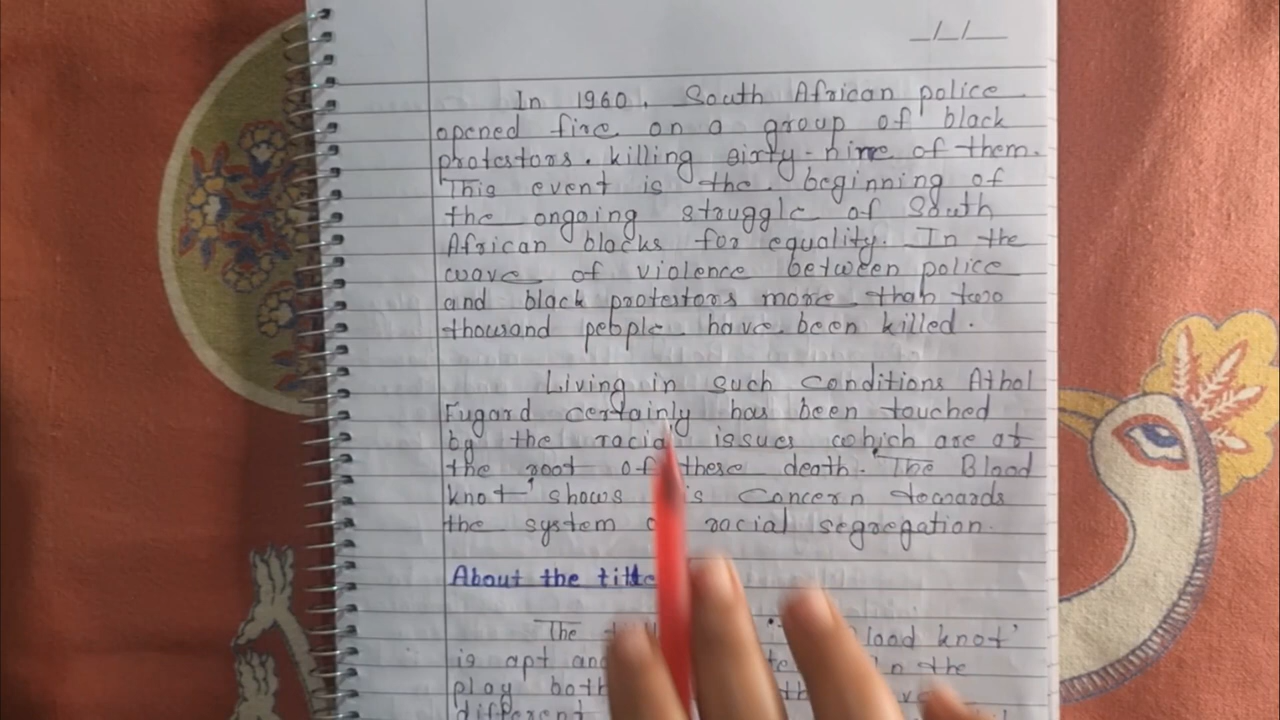 _/_/__
In 1960. South African police
opened fire on a group of black
protestors. killing sixty-nine of them.
This event is the beginning of
the ongoing struggle of South
African blacks for equality. In the
wave of violence between police
and black protestors more than two
thousand people have been killed.
Living in such conditions Athol
Fugard certainly has been touched
by the racial issues which are at
the root of these death. 'The Blood
knot' shows concern towards
the system racial segregation.
About the title
The knot'
is apt the
play both
different